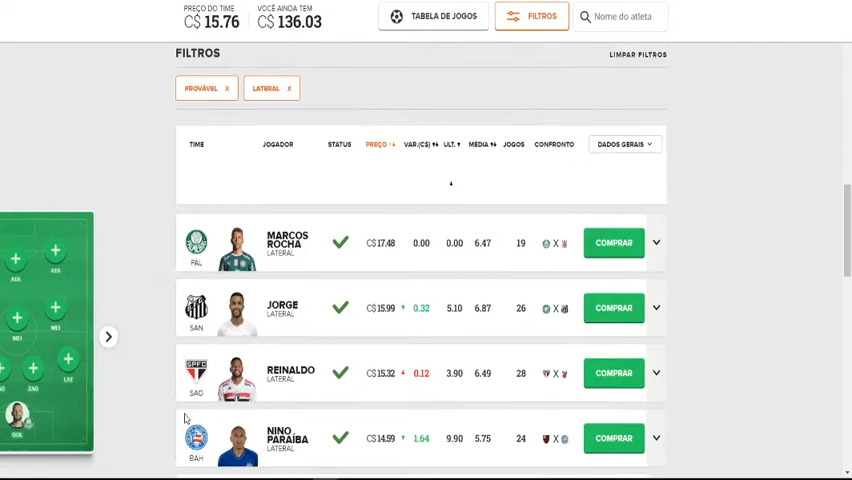 PREÇO DO TIME
C$ 15.76
VOCÊ AINDA TEM
C$ 136.03
TABELA DE JOGOS
FILTROS
Nome do atleta
FILTROS
LIMPAR FILTROS
PROVÁVEL X
LATERAL X
TIME JOGADOR STATUS PREÇO VAR.(C$) ULT. MÉDIA JOGOS CONFRONTO DADOS GERAIS
PAL
MARCOS ROCHA
LATERAL
C$ 17.48 0.00 0.00 6.47 19 X COMPRAR
SAN
JORGE
LATERAL
C$ 15.99 0.32 5.10 6.87 26 X COMPRAR
SPFC
SAO
REINALDO
LATERAL
C$ 15.32 0.12 3.90 6.49 28 X COMPRAR
BAH
NINO PARAÍBA
LATERAL
C$ 14.59 1.64 9.90 5.75 24 X COMPRAR
ATA
ATA
MEI
MEI
ZAG
LAT
GOL